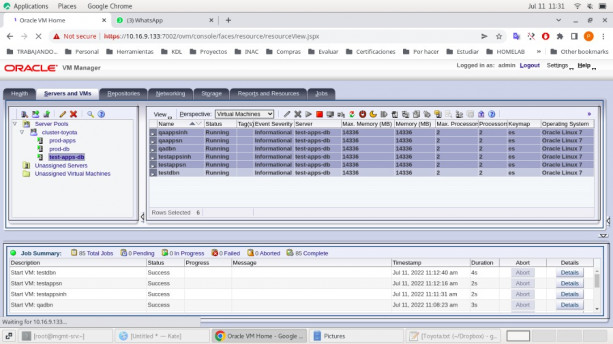 Applications Places Google Chrome Jul 11, 11:31
Oracle VM Home
(3) WhatsApp
Not secure https://10.16.9.133:7002/ovm/console/faces/resource/resourceView.jspx
TRABAJANDO... Personal Herramientas KDL Proyectos INAC Compras Evaluar Certificaciones Por hacer Estudiar HOMELAB » Other bookmarks
ORACLE VM Manager
Logged in as: admin Logout Settings Help
Health Servers and VMs Repositories Networking Storage Reports and Resources Jobs
View Perspective: Virtual Machines
Server Pools
cluster-toyota
prod-apps
prod-db
test-apps-db
Unassigned Servers
Unassigned Virtual Machines
Name Status Tag(s) Event Severity Server Max. Memory (MB) Memory (MB) Max. Processors Processors Keymap Operating System
qaappsinh Running Informational test-apps-db 14336 14336 2 2 es Oracle Linux 7
qaappsn Running Informational test-apps-db 14336 14336 2 2 es Oracle Linux 7
qadbn Running Informational test-apps-db 14336 14336 2 2 es Oracle Linux 7
testappsinh Running Informational test-apps-db 14336 14336 2 2 es Oracle Linux 7
testappsn Running Informational test-apps-db 14336 14336 2 2 es Oracle Linux 7
testdbn Running Informational test-apps-db 14336 14336 2 2 es Oracle Linux 7
Rows Selected 6
Job Summary: 85 Total Jobs 0 Pending 0 In Progress 0 Failed 0 Aborted 85 Complete
Description Status Progress Message Timestamp Duration Abort Details
Start VM: testdbn Success Jul 11, 2022 11:12:40 am 4s Abort Details
Start VM: testappsn Success Jul 11, 2022 11:12:16 am 2s Abort Details
Start VM: testappsinh Success Jul 11, 2022 11:11:31 am 2s Abort Details
Start VM: qadbn Success Jul 11, 2022 11:08:23 am 3s Abort Details
Waiting for 10.16.9.133...
[root@mgmt-srv:~] [Untitled * — Kate] Oracle VM Home - Google ... Pictures [Toyota.txt (~/Dropbox) - g...